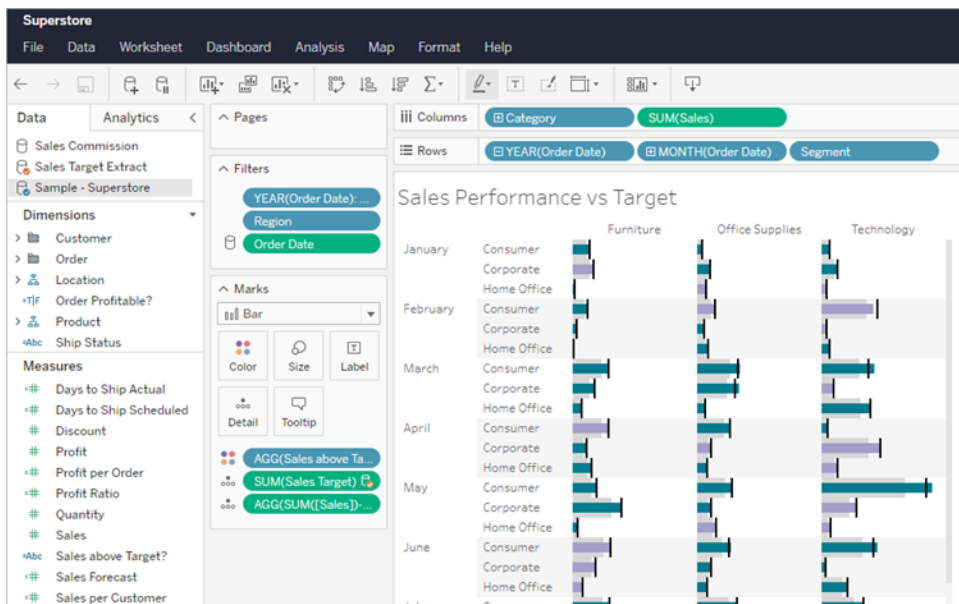 Superstore
File Data Worksheet Dashboard Analysis Map Format Help
Data Analytics
Sales Commission
Sales Target Extract
Sample - Superstore
Dimensions
Customer
Order
Location
T|F Order Profitable?
Product
Abc Ship Status
Measures
Days to Ship Actual
Days to Ship Scheduled
Discount
Profit
Profit per Order
Profit Ratio
Quantity
Sales
Abc Sales above Target?
Sales Forecast
Sales per Customer
Pages
Filters
YEAR(Order Date): ...
Region
Order Date
Marks
Bar
Color Size Label
Detail Tooltip
AGG(Sales above Ta...
SUM(Sales Target)
AGG(SUM([Sales])-...
Columns Category SUM(Sales)
Rows YEAR(Order Date) MONTH(Order Date) Segment
Sales Performance vs Target
Furniture Office Supplies Technology
January Consumer
Corporate
Home Office
February Consumer
Corporate
Home Office
March Consumer
Corporate
Home Office
April Consumer
Corporate
Home Office
May Consumer
Corporate
Home Office
June Consumer
Corporate
Home Office